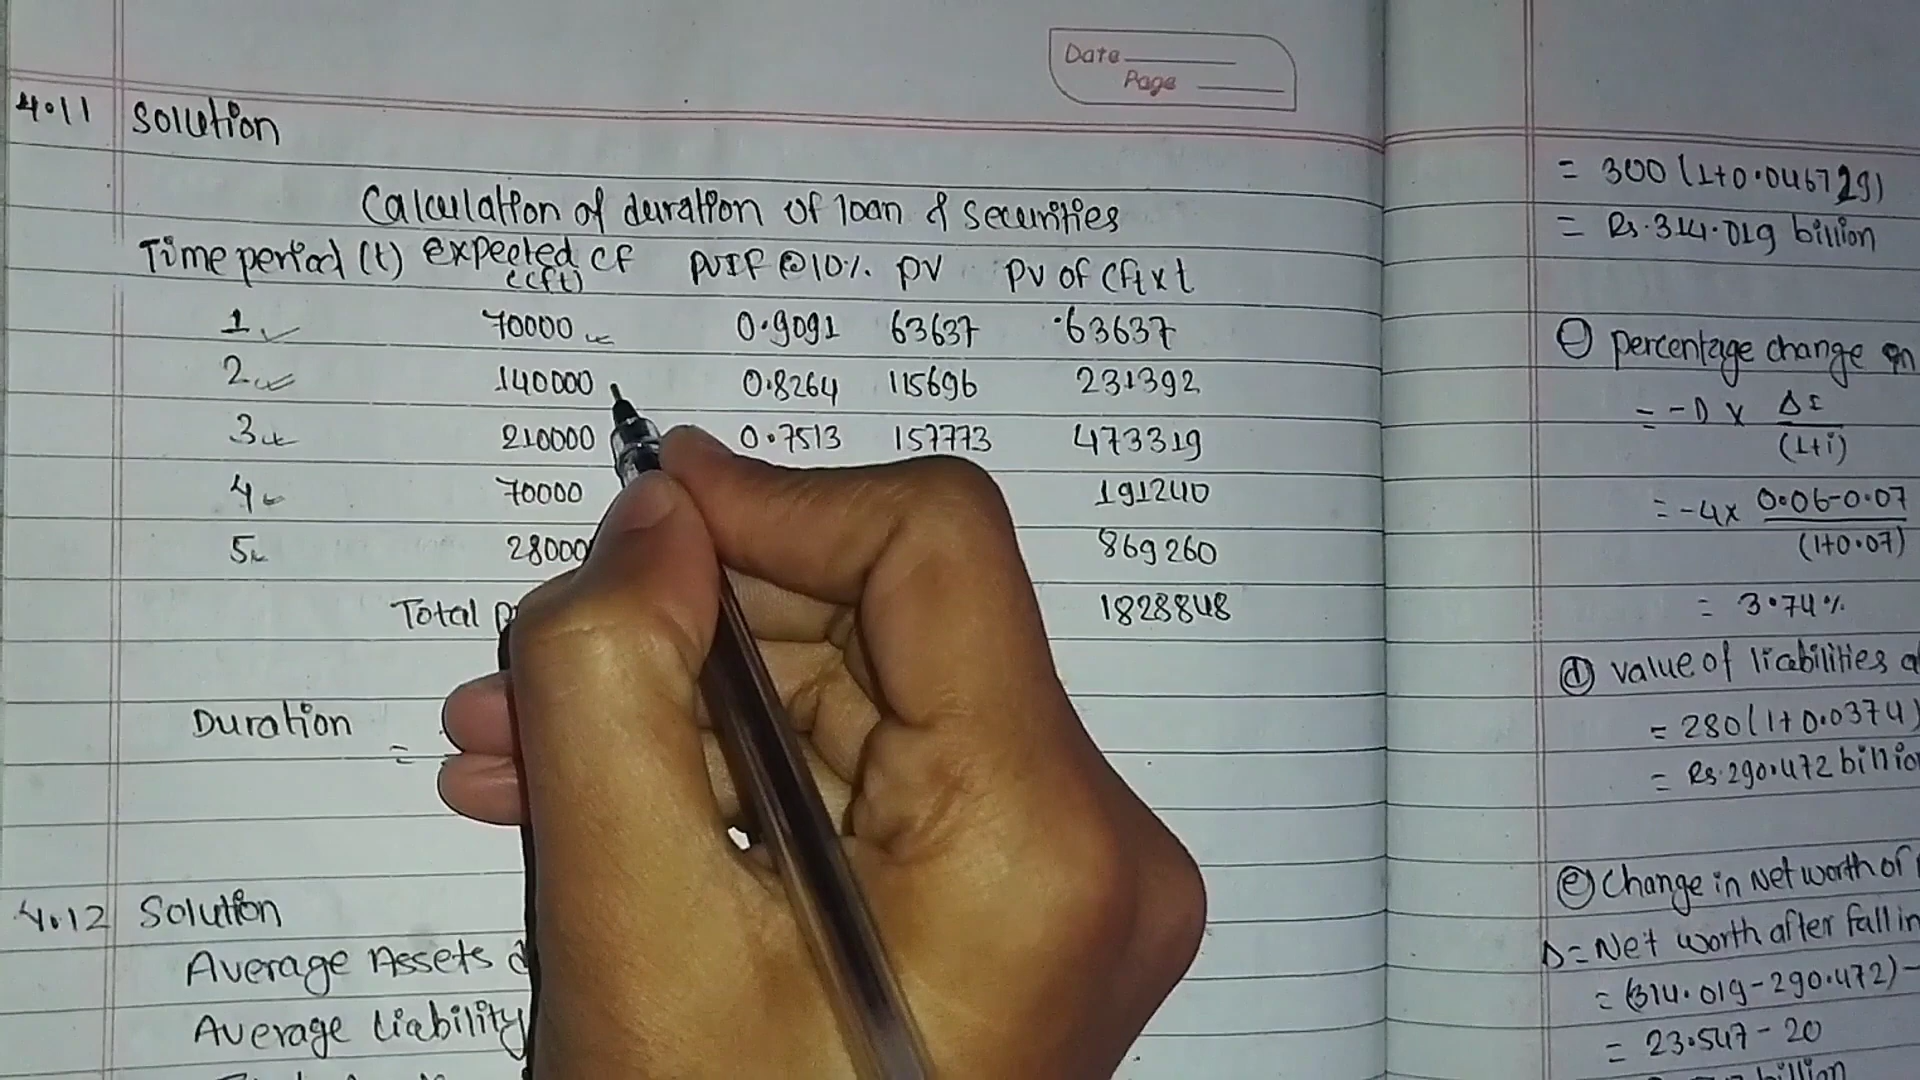 Date
Page
4.11 Solution
Calculation of duration of loan & securities
Time period (t) expected CF (cft) PVIF@10% PV PV of Cft x t
1 70000 0.9091 63637 63637
2 140000 0.8264 115696 231392
3 210000 0.7513 157773 473319
4 70000 191240
5 28000 869260
Total 1828848
Duration
=
4.12 Solution
Average Assets
Average Liability
= 300 (1+0.046729)
= Rs.314.019 billion
percentage change
= -D x ΔI
(1+i)
= -4x 0.06-0.07
(1+0.07)
= 3.74%
(d) value of liabilities
= 280(1+0.0374)
= Rs.290.472
(e) Change in Net worth of
Δ= Net worth after fall in
= (314.019-290.472)-
= 23.547-20
billion